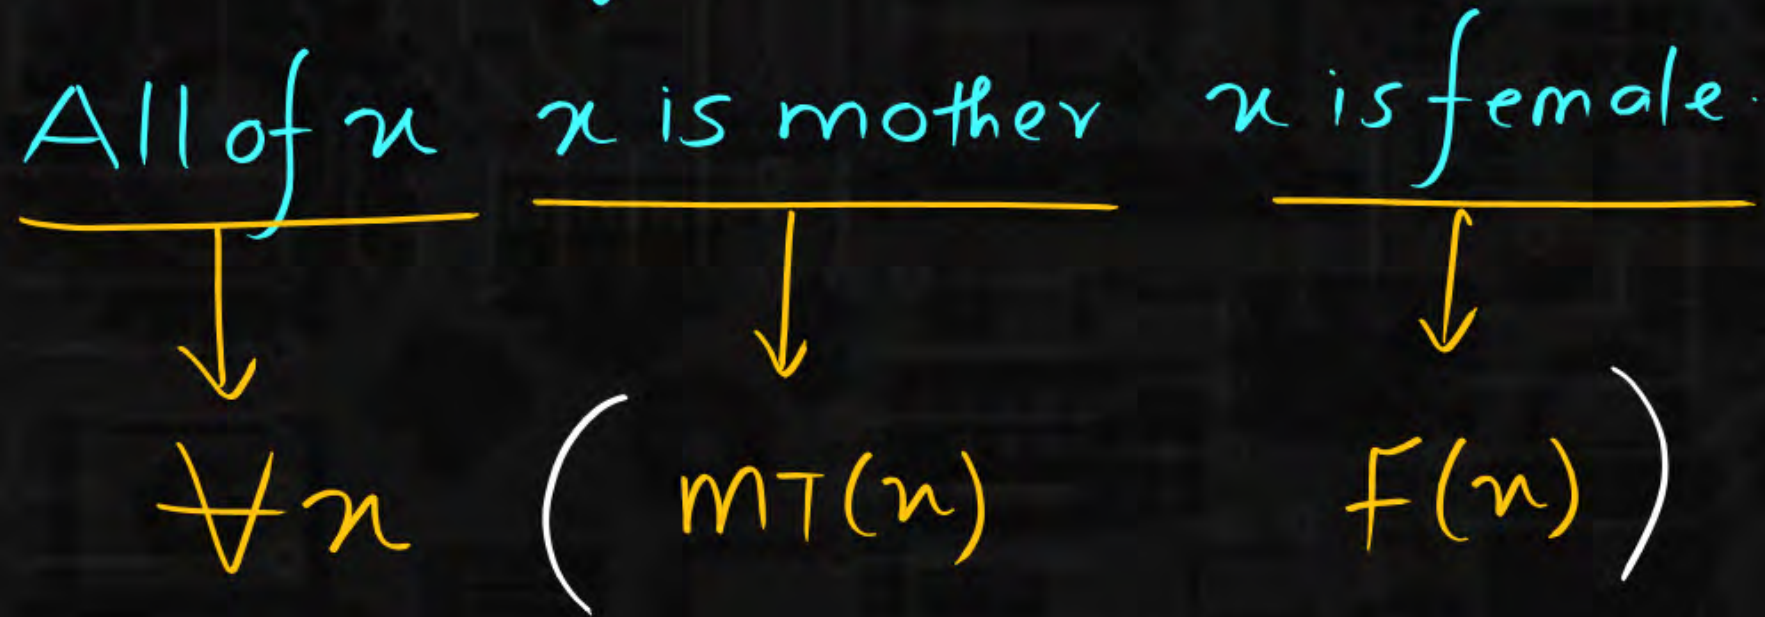 All of x x is mother x is female.
∀x ( MT(x) F(x) )